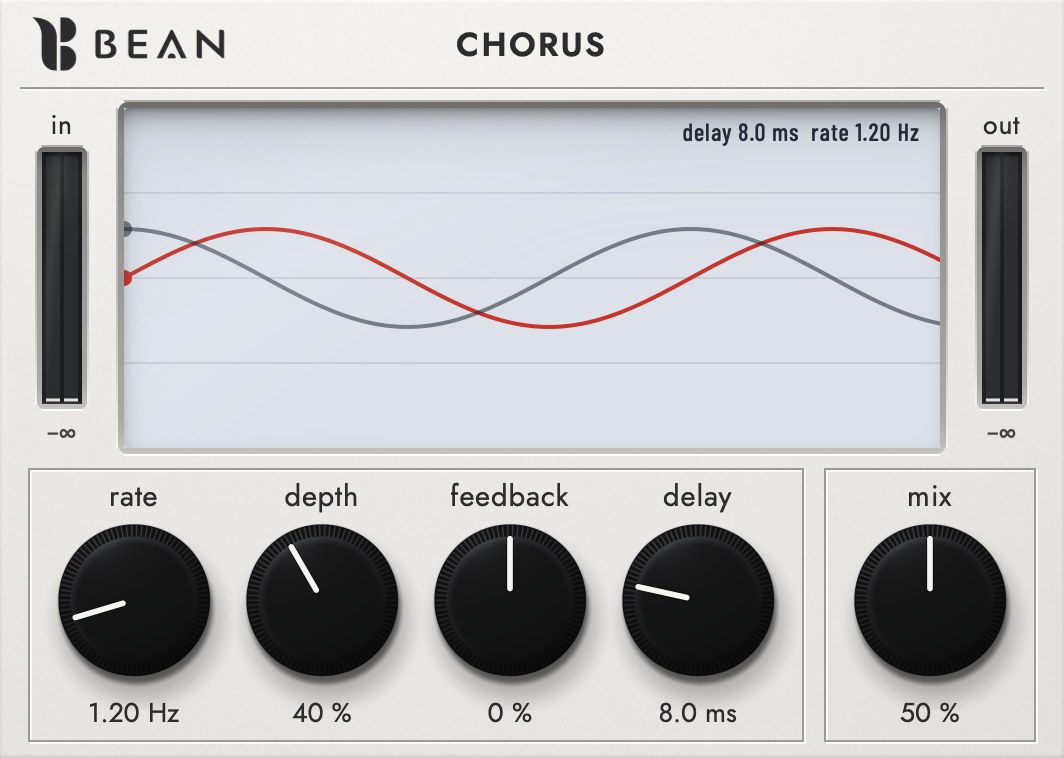 BEAN
CHORUS
in
out
delay 8.0 ms rate 1.20 Hz
-∞
-∞
rate
depth
feedback
delay
mix
1.20 Hz
40 %
0 %
8.0 ms
50 %